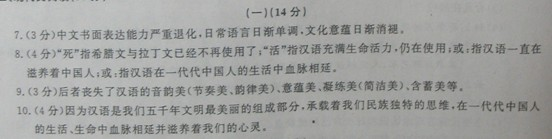 (一)(14分)
7.(3分)中文书面表达能力严重退化,日常语言日渐单调,文化意蕴日渐消褪。
8.(4分)“死”指希腊文与拉丁文已经不再使用了;“活”指汉语充满生命活力,仍在使用;或:指汉语一直在
滋养着中国人;或:指汉语在一代代中国人的生活中血脉相延。
9.(3分)后者丧失了汉语的音韵美(节奏美、韵律美)、意蕴美、凝练美(简洁美)、含蓄美等。
10.(4分)因为汉语是我们五千年文明最美丽的组成部分,承载着我们民族独特的思维,在一代代中国人
的生活、生命中血脉相延并滋养着我们的心灵。